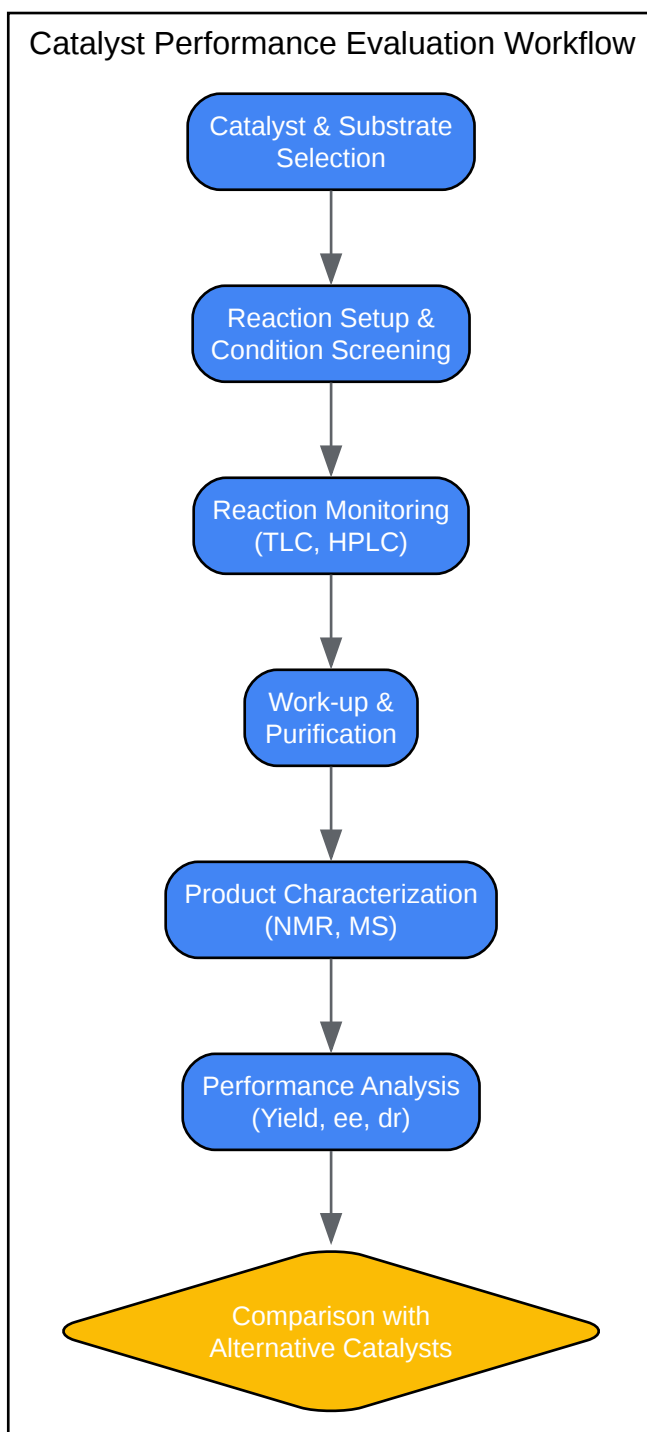 Catalyst Performance Evaluation Workflow
Catalyst & Substrate
Selection
Reaction Setup &
Condition Screening
Reaction Monitoring
(TLC, HPLC)
Work-up &
Purification
Product Characterization
(NMR, MS)
Performance Analysis
(Yield, ee, dr)
Comparison with
Alternative Catalysts